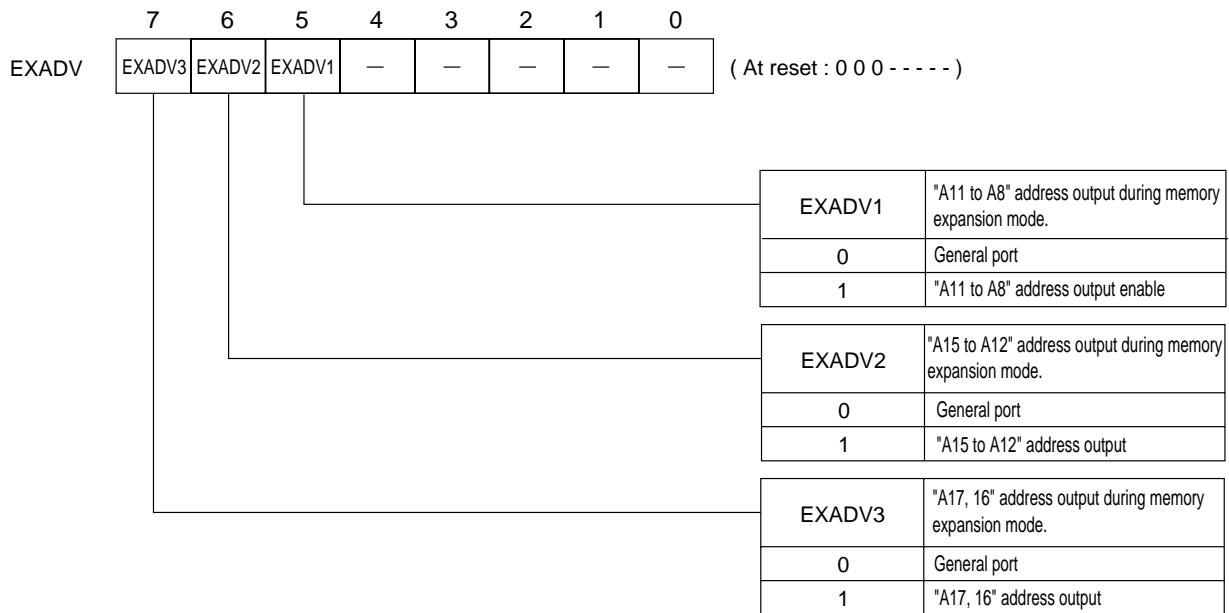 7 6 5 4 3 2 1 0
EXADV EXADV3 EXADV2 EXADV1 — — — — — ( At reset : 0 0 0 - - - - - )
EXADV1 "A11 to A8" address output during memory
expansion mode.
0 General port
1 "A11 to A8" address output enable
EXADV2 "A15 to A12" address output during memory
expansion mode.
0 General port
1 "A15 to A12" address output
EXADV3 "A17, 16" address output during memory
expansion mode.
0 General port
1 "A17, 16" address output